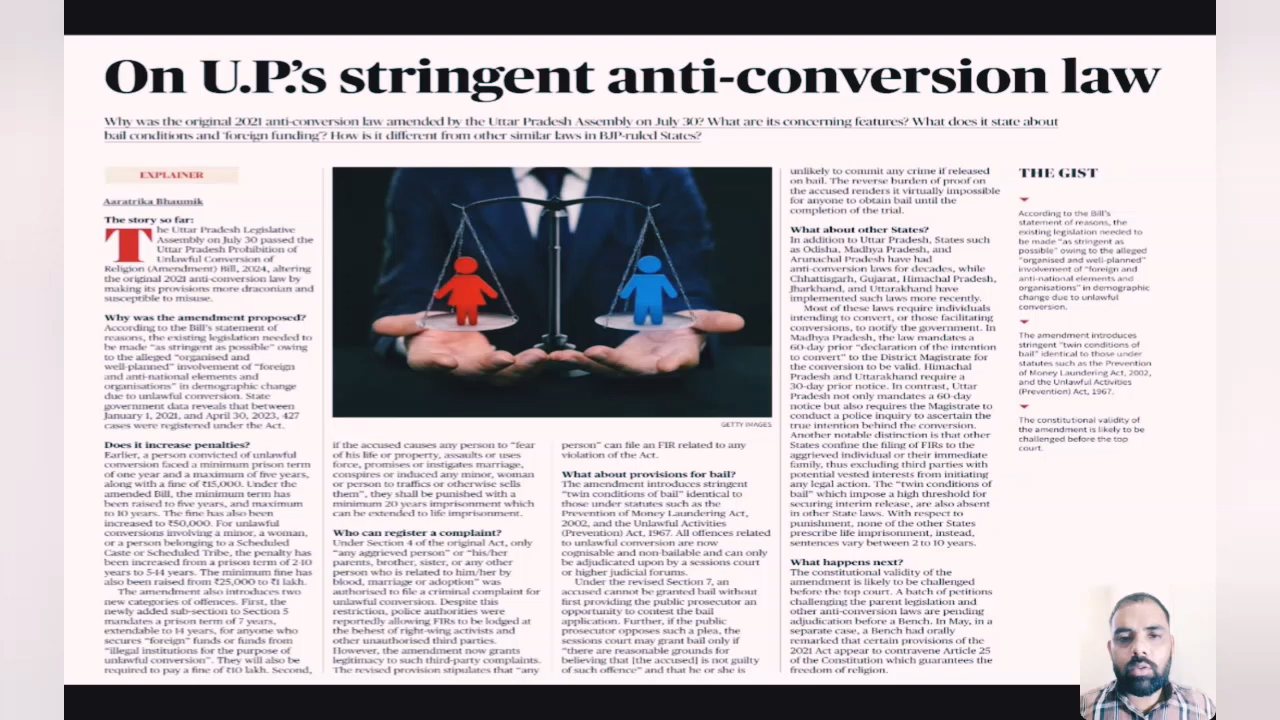 On U.P.'s stringent anti-conversion law
Why was the original 2021 anti-conversion law amended by the Uttar Pradesh Assembly on July 30? What are its concerning features? What does it state about
bail conditions and 'foreign funding'? How is it different from other similar laws in BJP-ruled States?
EXPLAINER
Aaratrika Bhaumik
The story so far:
The Uttar Pradesh Legislative
Assembly on July 30 passed the
Uttar Pradesh Prohibition of
Unlawful Conversion of
Religion (Amendment) Bill, 2024, altering
the original 2021 anti-conversion law by
making its provisions more draconian and
susceptible to misuse.
Why was the amendment proposed?
According to the Bill's statement of
reasons, the existing legislation needed to
be made "as stringent as possible" owing
to the alleged "organised and
well-planned" involvement of "foreign
and anti-national elements and
organisations" in demographic change
due to unlawful conversion. State
government data reveals that between
January 1, 2021, and April 30, 2023, 427
cases were registered under the Act.
Does it increase penalties?
Earlier, a person convicted of unlawful
conversion faced a minimum prison term
of one year and a maximum of five years,
along with a fine of ₹15,000. Under the
amended Bill, the minimum term has
been raised to five years, and maximum
to 10 years. The fine has also been
increased to ₹50,000. For unlawful
conversions involving a minor, a woman,
or a person belonging to a Scheduled
Caste or Scheduled Tribe, the penalty has
been increased from a prison term of 2-10
years to 5-14 years. The minimum fine has
also been raised from ₹25,000 to ₹1 lakh.
The amendment also introduces two
new categories of offences. First, the
newly added sub-section to Section 5
mandates a prison term of 7 years,
extendable to 14 years, for anyone who
secures "foreign" funds or funds from
"illegal institutions for the purpose of
unlawful conversion". They will also be
required to pay a fine of ₹10 lakh. Second,
GETTY IMAGES
if the accused causes any person to "fear
of his life or property, assaults or uses
force, promises or instigates marriage,
conspires or induced any minor, woman
or person to traffics or otherwise sells
them", they shall be punished with a
minimum 20 years imprisonment which
can be extended to life imprisonment.
Who can register a complaint?
Under Section 4 of the original Act, only
"any aggrieved person" or "his/her
parents, brother, sister, or any other
person who is related to him/her by
blood, marriage or adoption" was
authorised to file a criminal complaint for
unlawful conversion. Despite this
restriction, police authorities were
reportedly allowing FIRs to be lodged at
the behest of right-wing activists and
other unauthorised third parties.
However, the amendment now grants
legitimacy to such third-party complaints.
The revised provision stipulates that "any
person" can file an FIR related to any
violation of the Act.
What about provisions for bail?
The amendment introduces stringent
"twin conditions of bail" identical to
those under statutes such as the
Prevention of Money Laundering Act,
2002, and the Unlawful Activities
(Prevention) Act, 1967. All offences related
to unlawful conversion are now
cognisable and non-bailable and can only
be adjudicated upon by a sessions court
or higher judicial forums.
Under the revised Section 7, an
accused cannot be granted bail without
first providing the public prosecutor an
opportunity to contest the bail
application. Further, if the public
prosecutor opposes such a plea, the
sessions court may grant bail only if
"there are reasonable grounds for
believing that [the accused] is not guilty
of such offence" and that he or she is
unlikely to commit any crime if released
on bail. The reverse burden of proof on
the accused renders it virtually impossible
for anyone to obtain bail until the
completion of the trial.
What about other States?
In addition to Uttar Pradesh, States such
as Odisha, Madhya Pradesh, and
Arunachal Pradesh have had
anti-conversion laws for decades, while
Chhattisgarh, Gujarat, Himachal Pradesh,
Jharkhand, and Uttarakhand have
implemented such laws more recently.
Most of these laws require individuals
intending to convert, or those facilitating
conversions, to notify the government. In
Madhya Pradesh, the law mandates a
60-day prior "declaration of the intention
to convert" to the District Magistrate for
the conversion to be valid. Himachal
Pradesh and Uttarakhand require a
30-day prior notice. In contrast, Uttar
Pradesh not only mandates a 60-day
notice but also requires the Magistrate to
conduct a police inquiry to ascertain the
true intention behind the conversion.
Another notable distinction is that other
States confine the filing of FIRs to the
aggrieved individual or their immediate
family, thus excluding third parties with
potential vested interests from initiating
any legal action. The "twin conditions of
bail" which impose a high threshold for
securing interim release, are also absent
in other State laws. With respect to
punishment, none of the other States
prescribe life imprisonment, instead,
sentences vary between 2 to 10 years.
What happens next?
The constitutional validity of the
amendment is likely to be challenged
before the top court. A batch of petitions
challenging the parent legislation and
other anti-conversion laws are pending
adjudication before a Bench. In May, in a
separate case, a Bench had orally
remarked that certain provisions of the
2021 Act appear to contravene Article 25
of the Constitution which guarantees the
freedom of religion.
THE GIST
According to the Bill's
statement of reasons, the
existing legislation needed to
be made "as stringent as
possible" owing to the alleged
"organised and well-planned"
involvement of "foreign and
anti-national elements and
organisations" in demographic
change due to unlawful
conversion.
The amendment introduces
stringent "twin conditions of
bail" identical to those under
statutes such as the Prevention
of Money Laundering Act, 2002,
and the Unlawful Activities
(Prevention) Act, 1967.
The constitutional validity of
the amendment is likely to be
challenged before the top
court.